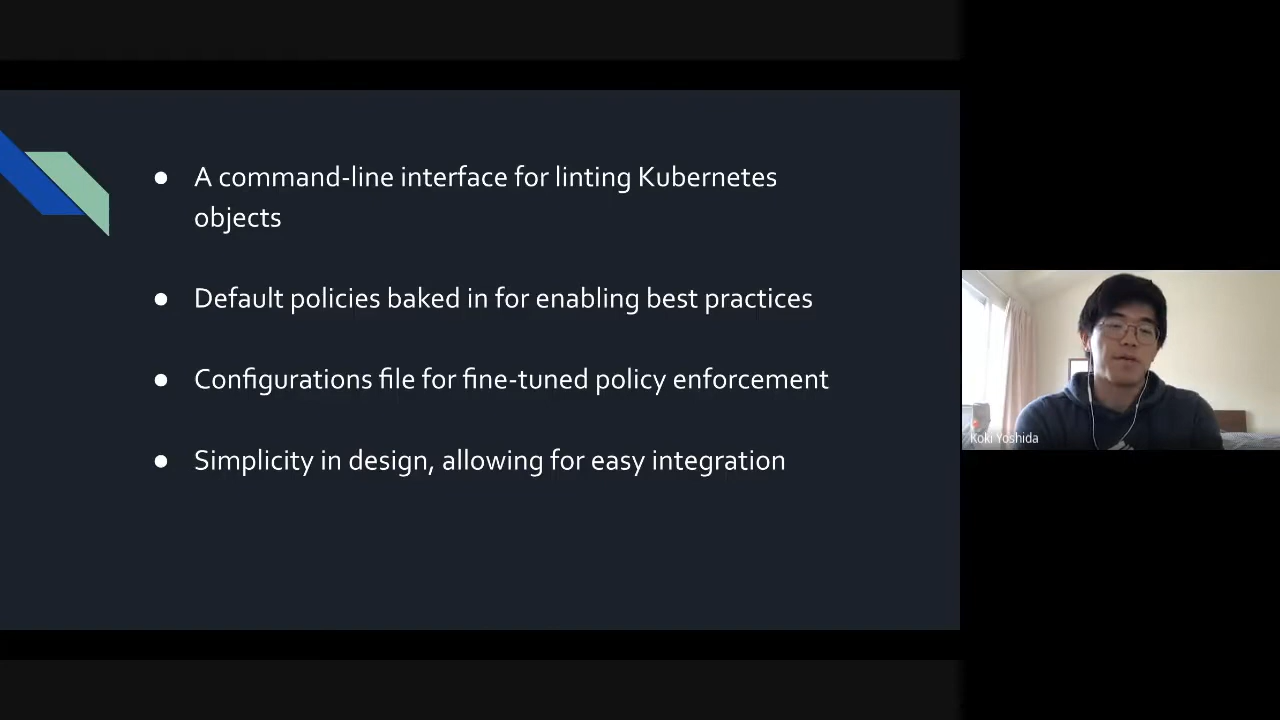 ● A command-line interface for linting Kubernetes
objects
● Default policies baked in for enabling best practices
● Configurations file for fine-tuned policy enforcement
● Simplicity in design, allowing for easy integration
Koki Yoshida